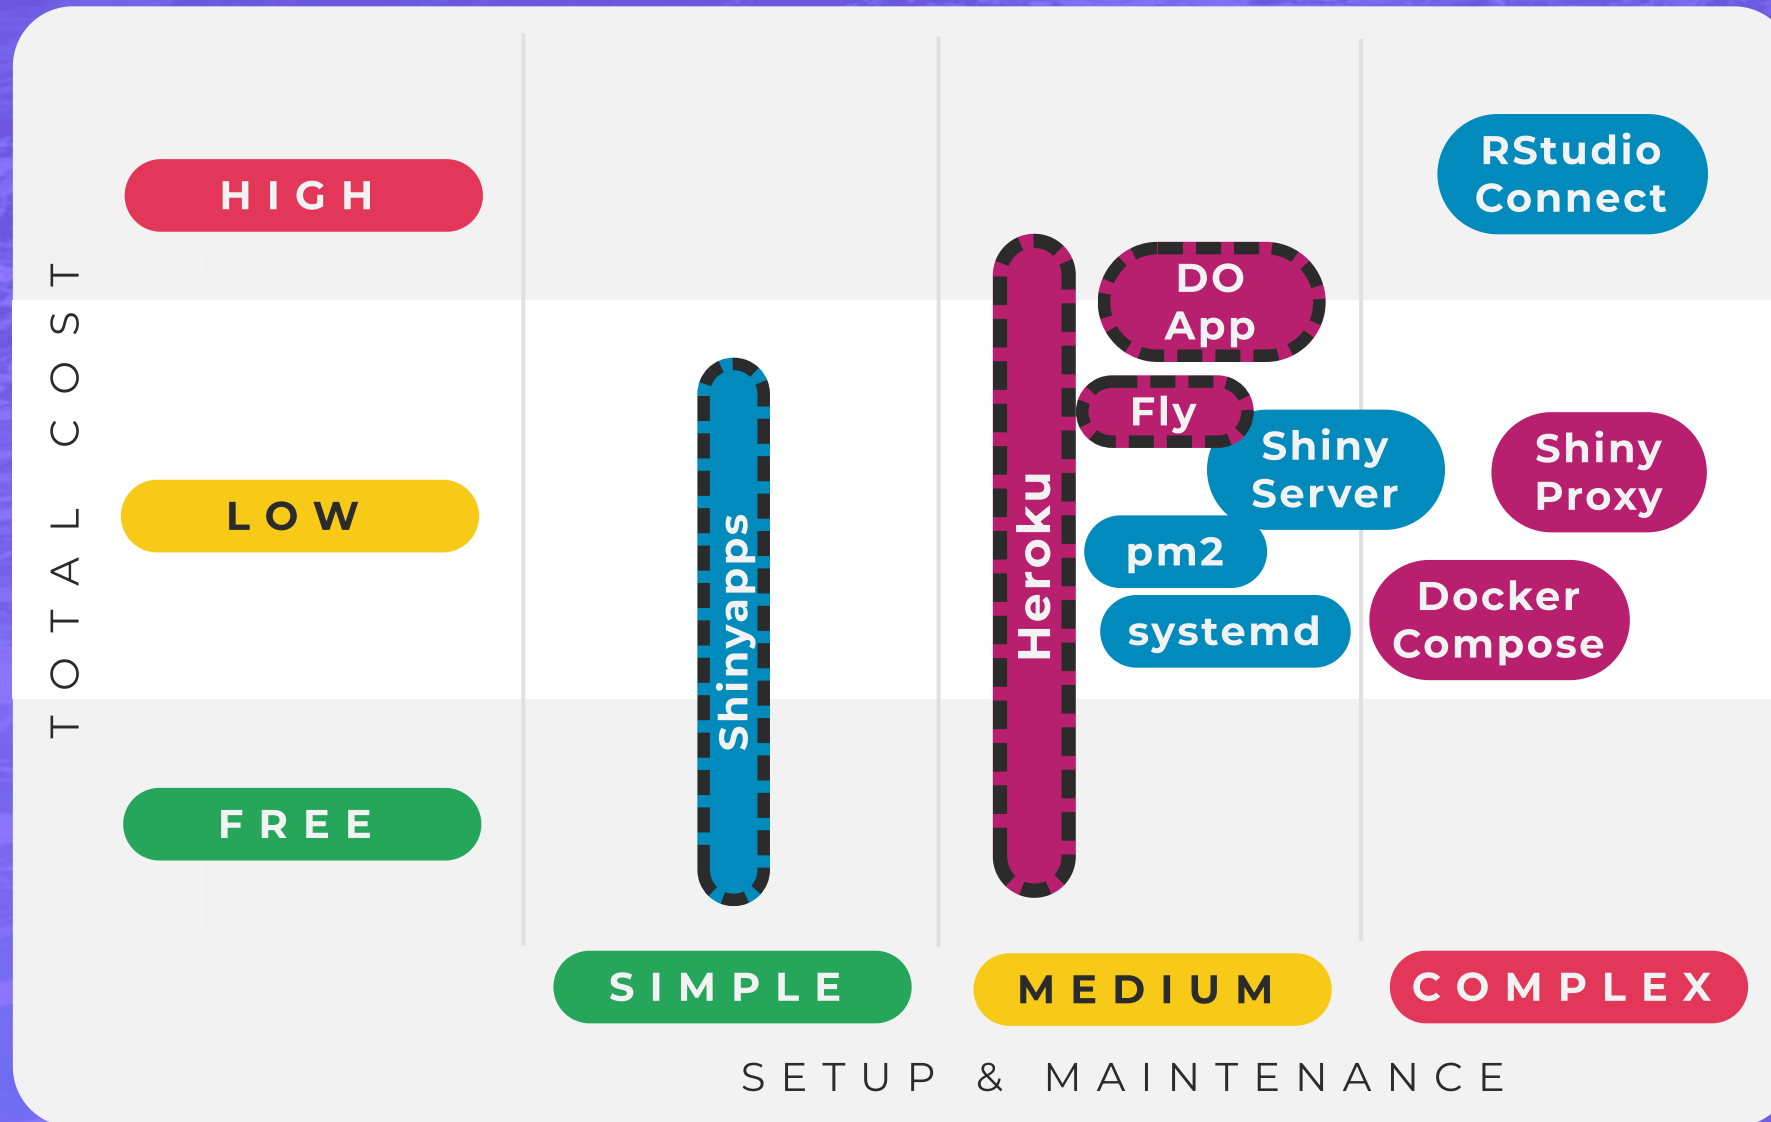 TOTAL COST
HIGH
LOW
FREE
RStudio
Connect
DO
App
Fly
Shiny
Server
Shiny
Proxy
pm2
systemd
Docker
Compose
Heroku
Shinyapps
SIMPLE
MEDIUM
COMPLEX
SETUP & MAINTENANCE